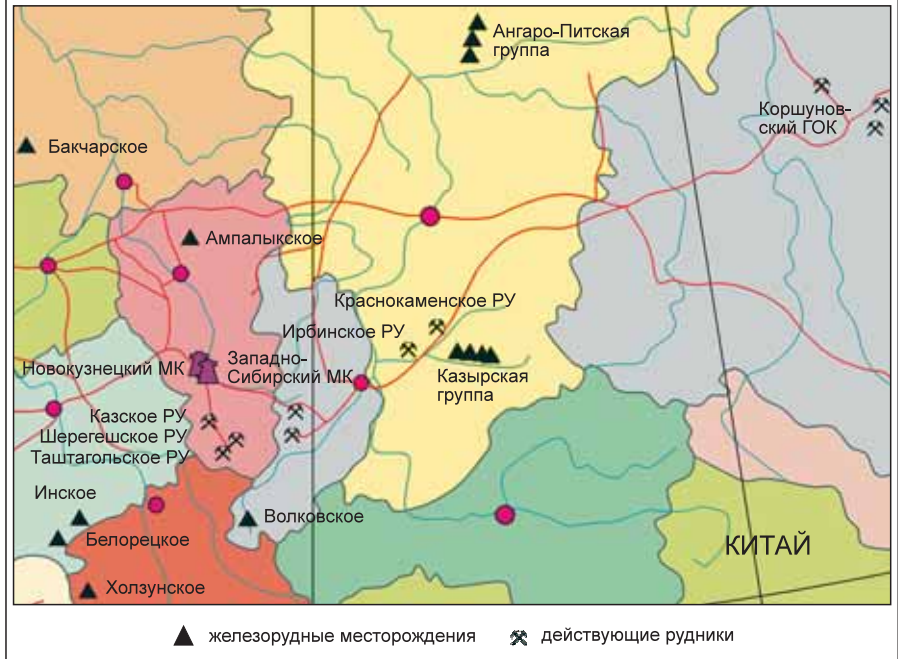 Ангаро-Питская
группа
Коршунов-
ский ГОК
Бакчарское
Ампалыкское
Краснокаменское РУ
Ирбинское РУ
Новокузнецкий МК
Западно-
Сибирский МК
Казырская
группа
Казское РУ
Шерегешское РУ
Таштагольское РУ
Инское
Волковское
Белорецкое
КИТАЙ
Холзунское
железорудные месторождения
действующие рудники